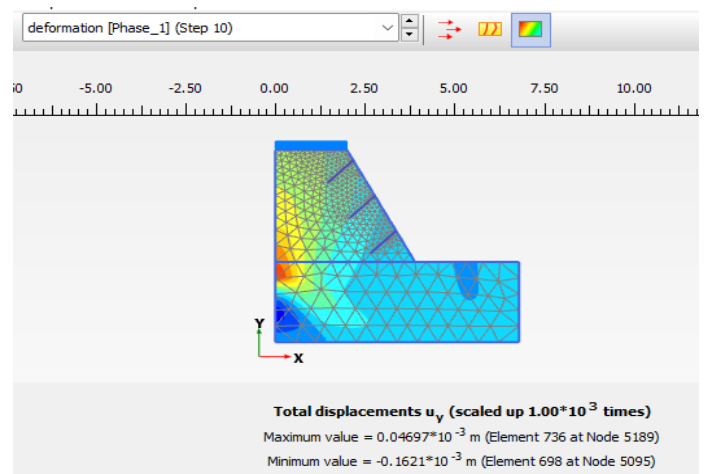 deformation [Phase_1] (Step 10)
-5.00 -2.50 0.00 2.50 5.00 7.50 10.00
Y
X
Total displacements uy (scaled up 1.00*10 3 times)
Maximum value = 0.04697*10 -3 m (Element 736 at Node 5189)
Minimum value = -0.1621*10 -3 m (Element 698 at Node 5095)